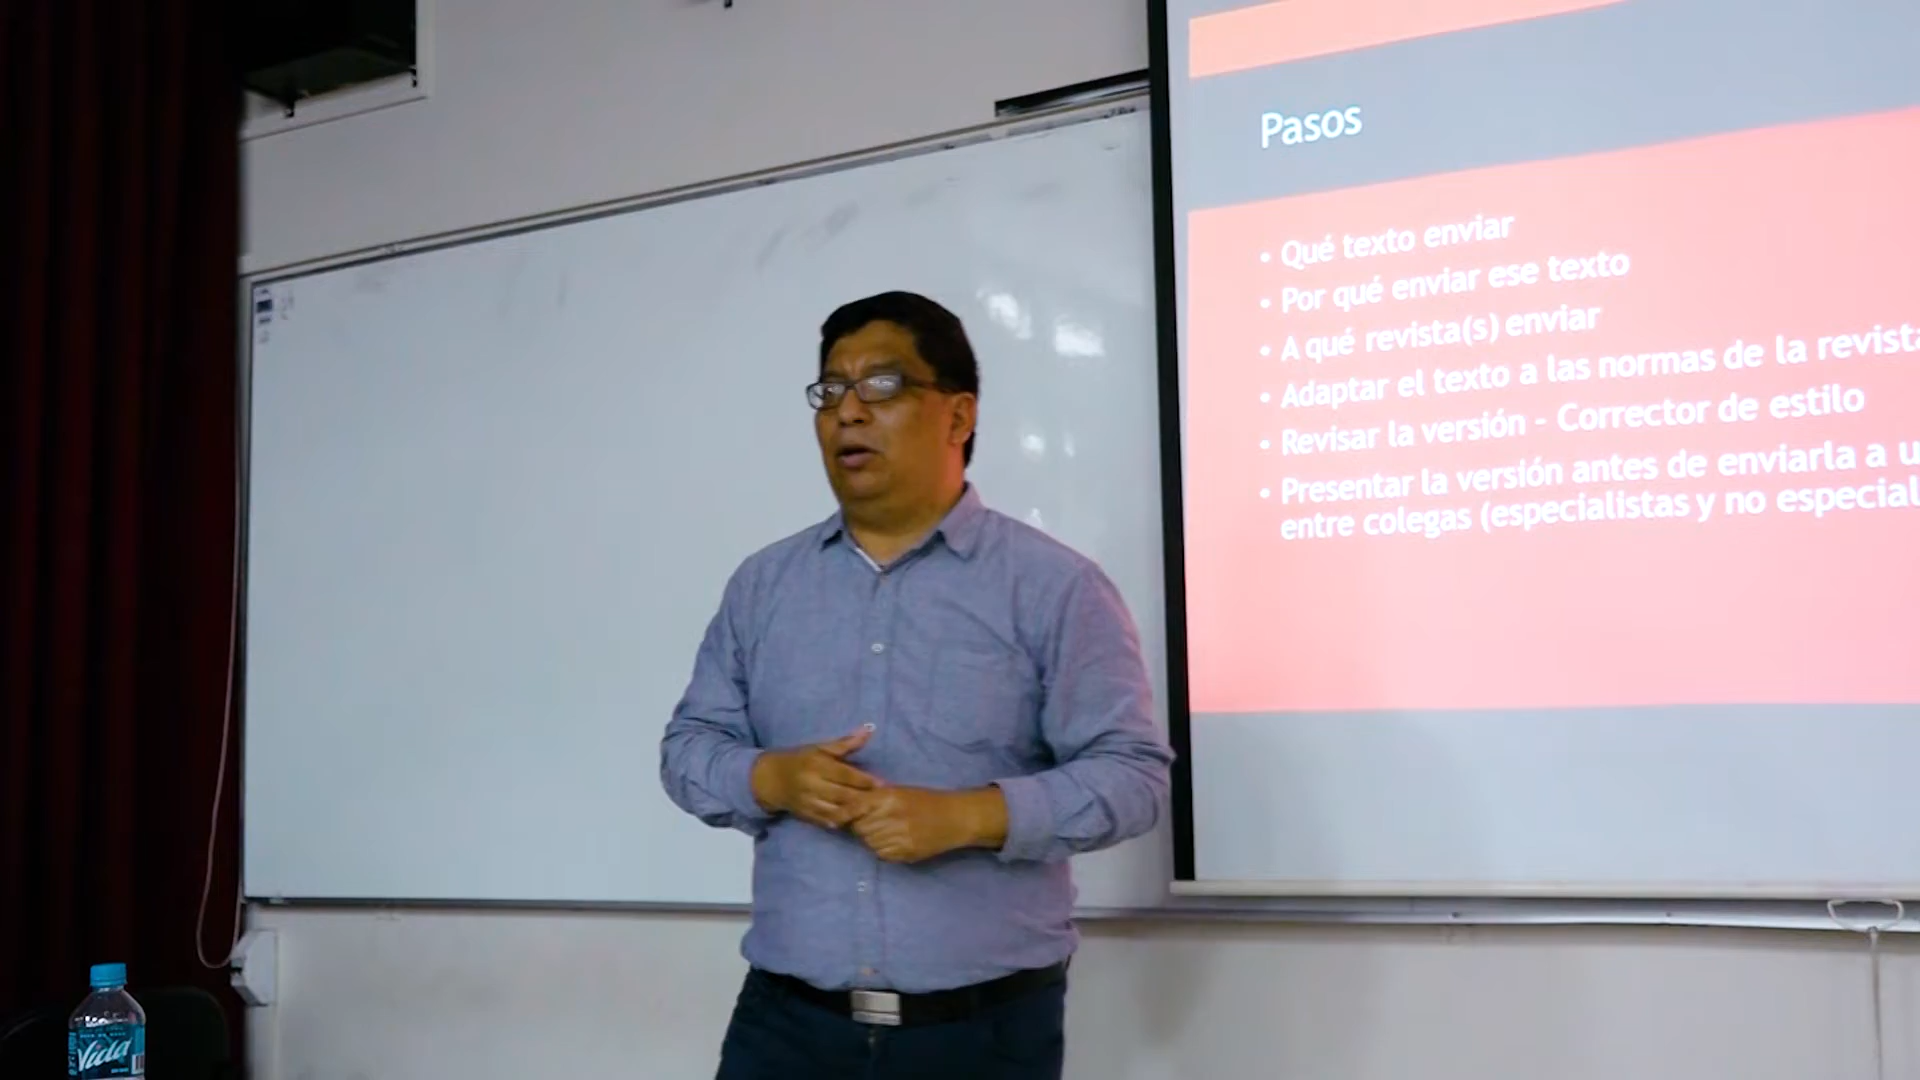 Pasos
• Qué texto enviar
• Por qué enviar ese texto
• A qué revista(s) enviar
• Adaptar el texto a las normas de la revista
• Revisar la versión - Corrector de estilo
• Presentar la versión antes de enviarla a
entre colegas (especialistas y no
Vida